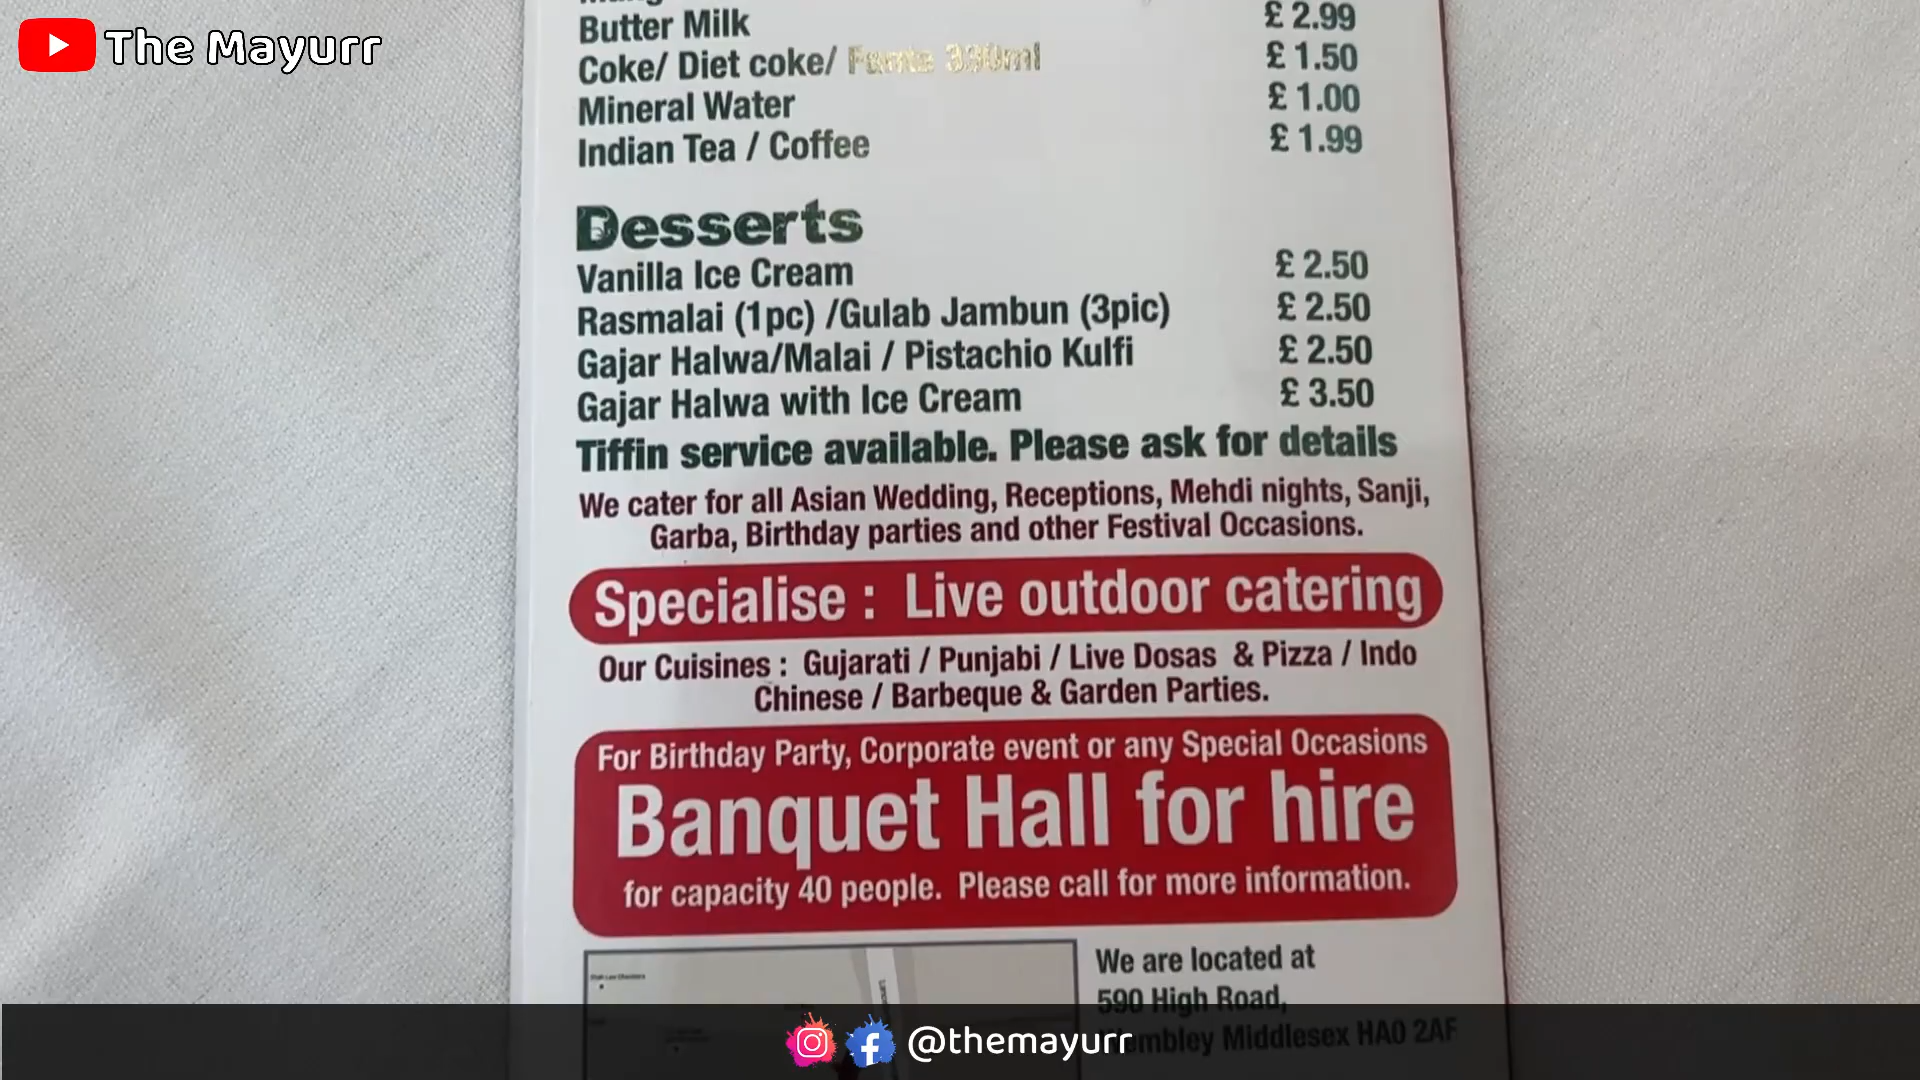 The Mayurr
Butter Milk £ 2.99
Coke/ Diet coke/ Fanta 330ml £ 1.50
Mineral Water £ 1.00
Indian Tea / Coffee £ 1.99
Desserts
Vanilla Ice Cream £ 2.50
Rasmalai (1pc) /Gulab Jambun (3pic) £ 2.50
Gajar Halwa/Malai / Pistachio Kulfi £ 2.50
Gajar Halwa with Ice Cream £ 3.50
Tiffin service available. Please ask for details
We cater for all Asian Wedding, Receptions, Mehdi nights, Sanji,
Garba, Birthday parties and other Festival Occasions.
Specialise : Live outdoor catering
Our Cuisines : Gujarati / Punjabi / Live Dosas & Pizza / Indo
Chinese / Barbeque & Garden Parties.
For Birthday Party, Corporate event or any Special Occasions
Banquet Hall for hire
for capacity 40 people. Please call for more information.
We are located at
590 High Road,
Wembley Middlesex HA0 2AF
@themayurr